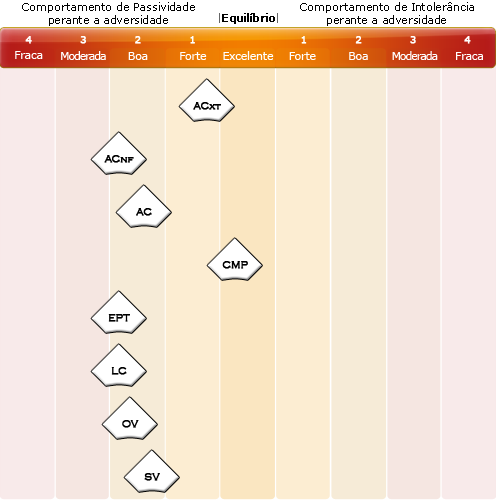 Comportamento de Passividade
perante a adversidade
|Equilíbrio|
Comportamento de Intolerância
perante a adversidade
4 3 2 1 1 2 3 4
Fraca Moderada Boa Forte Excelente Forte Boa Moderada Fraca
ACXT
ACNF
AC
CMP
EPT
LC
OV
SV